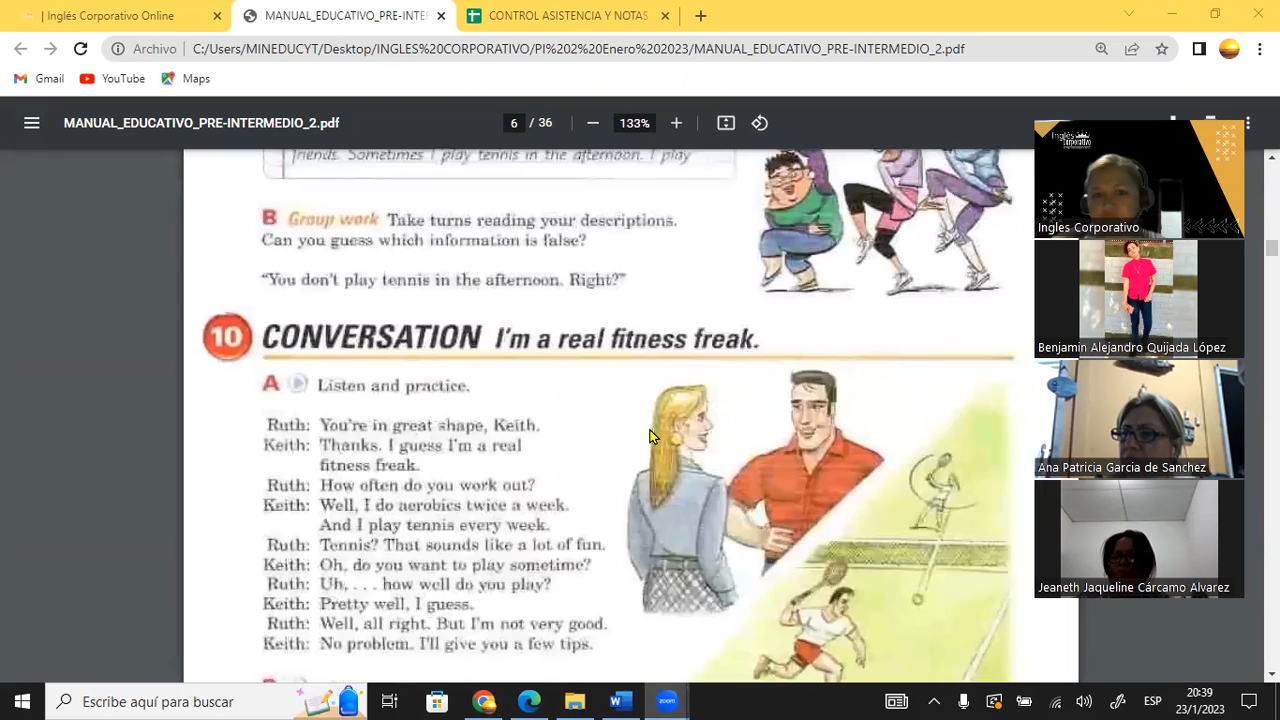 | Inglés Corporativo Online
MANUAL_EDUCATIVO_PRE-INTER
CONTROL ASISTENCIA Y NOTAS
Archivo
C:/Users/MINEDUCYT/Desktop/INGLES%20CORPORATIVO/PI%202%20Enero%202023/MANUAL_EDUCATIVO_PRE-INTERMEDIO_2.pdf
Gmail
YouTube
Maps
MANUAL_EDUCATIVO_PRE-INTERMEDIO_2.pdf
6 / 36
133%
friends. Sometimes I play tennis in the afternoon. I play
B Group work Take turns reading your descriptions.
Can you guess which information is false?
"You don't play tennis in the afternoon. Right?"
10 CONVERSATION I'm a real fitness freak.
A Listen and practice.
Ruth: You're in great shape, Keith.
Keith: Thanks. I guess I'm a real
fitness freak.
Ruth: How often do you work out?
Keith: Well, I do aerobics twice a week.
And I play tennis every week.
Ruth: Tennis? That sounds like a lot of fun.
Keith: Oh, do you want to play sometime?
Ruth: Uh, . . . how well do you play?
Keith: Pretty well, I guess.
Ruth: Well, all right. But I'm not very good.
Keith: No problem. I'll give you a few tips.
Inglés
Corporativo
Ingles Corporativo
Benjamín Alejandro Quijada López
Ana Patricia Garcia de Sanchez
Jeaneth Jaqueline Cárcamo Alvarez
Escribe aquí para buscar
zoom
ESP
20:39
23/1/2023